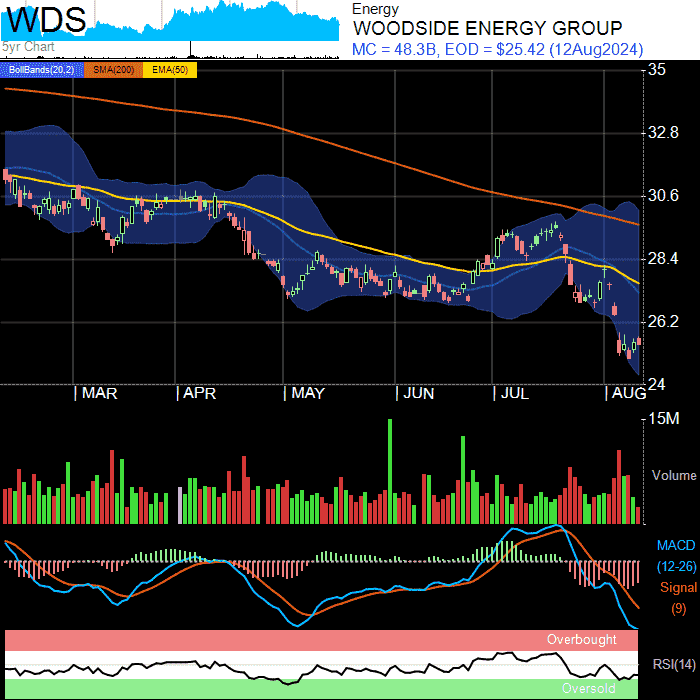 WDS
5yr Chart
Energy
WOODSIDE ENERGY GROUP
MC = 48.3B, EOD = $25.42 (12Aug2024)
BollBands(20,2) SMA(200) EMA(50)
35
32.8
30.6
28.4
26.2
24
MAR APR MAY JUN JUL AUG
15M
Volume
MACD
(12-26)
Signal
(9)
Overbought
RSI(14)
Oversold